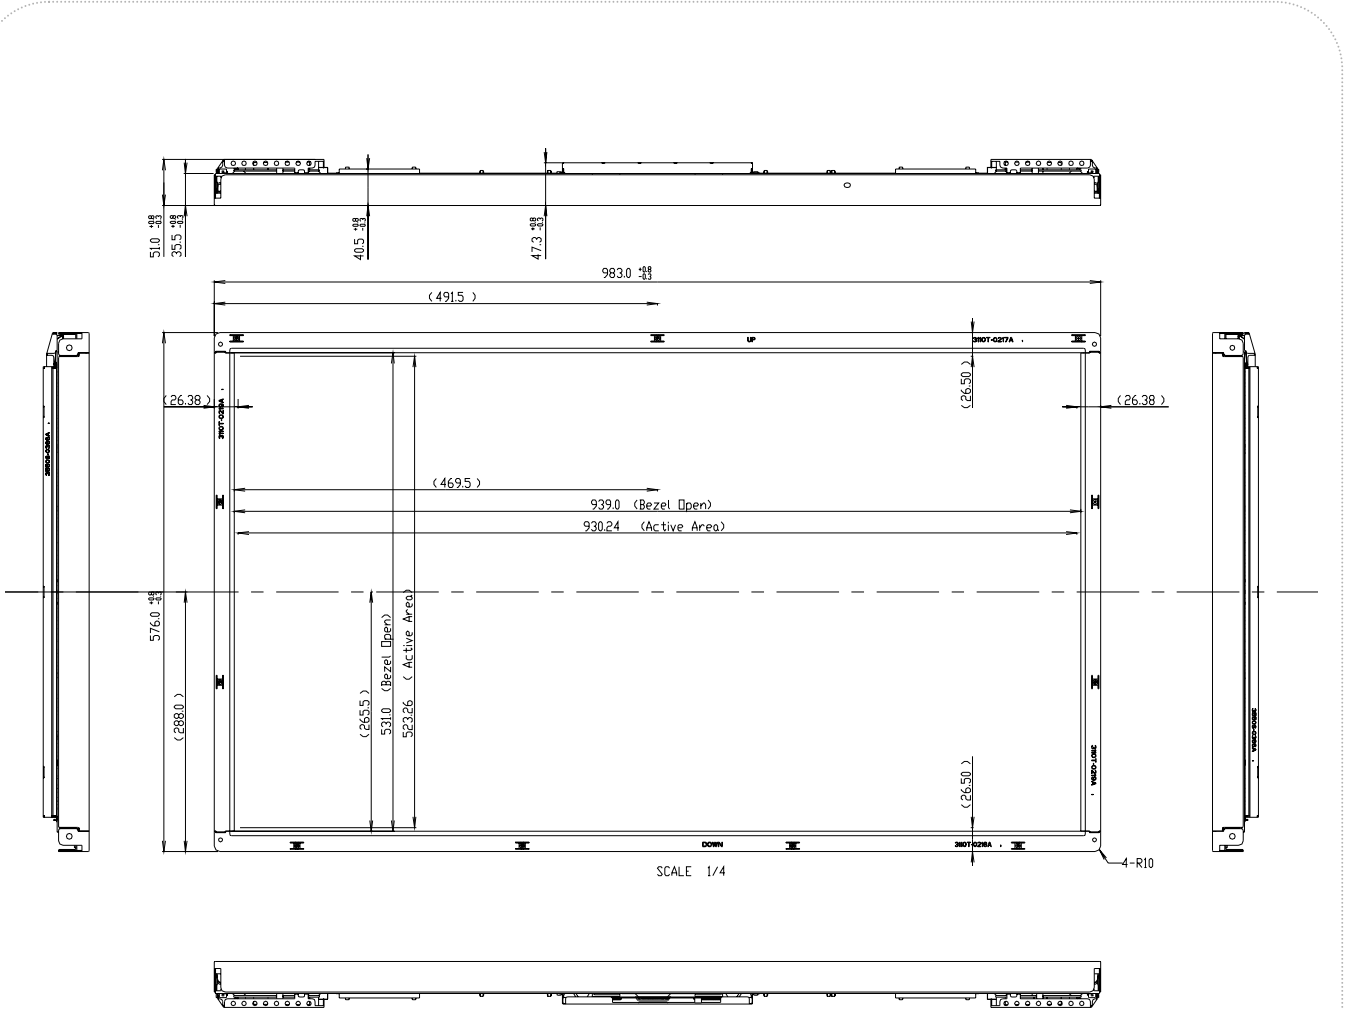 51.0 +0.8 -0.3
35.5 +0.8 -0.3
40.5 +0.8 -0.3
47.3 +0.8 -0.3
983.0 +0.8 -0.3
(491.5 )
UP
3110T-0217A
(26.50 )
(26.38 )
(26.38 )
3110T-0219A
(469.5 )
939.0 (Bezel Open)
930.24 (Active Area)
576.0 +0.8 -0.3
(288.0 )
(265.5 )
531.0 (Bezel Open)
523.26 ( Active Area)
(26.50 )
3110T-0219A
DOWN
3110T-0218A
4-R10
SCALE 1/4